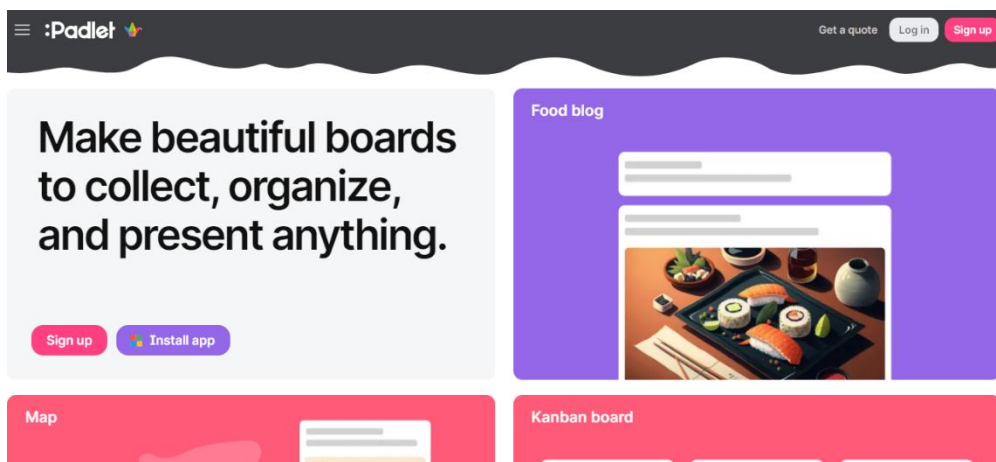 :Padlet
Get a quote
Log in
Sign up
Make beautiful boards
to collect, organize,
and present anything.
Sign up
Install app
Food blog
Map
Kanban board